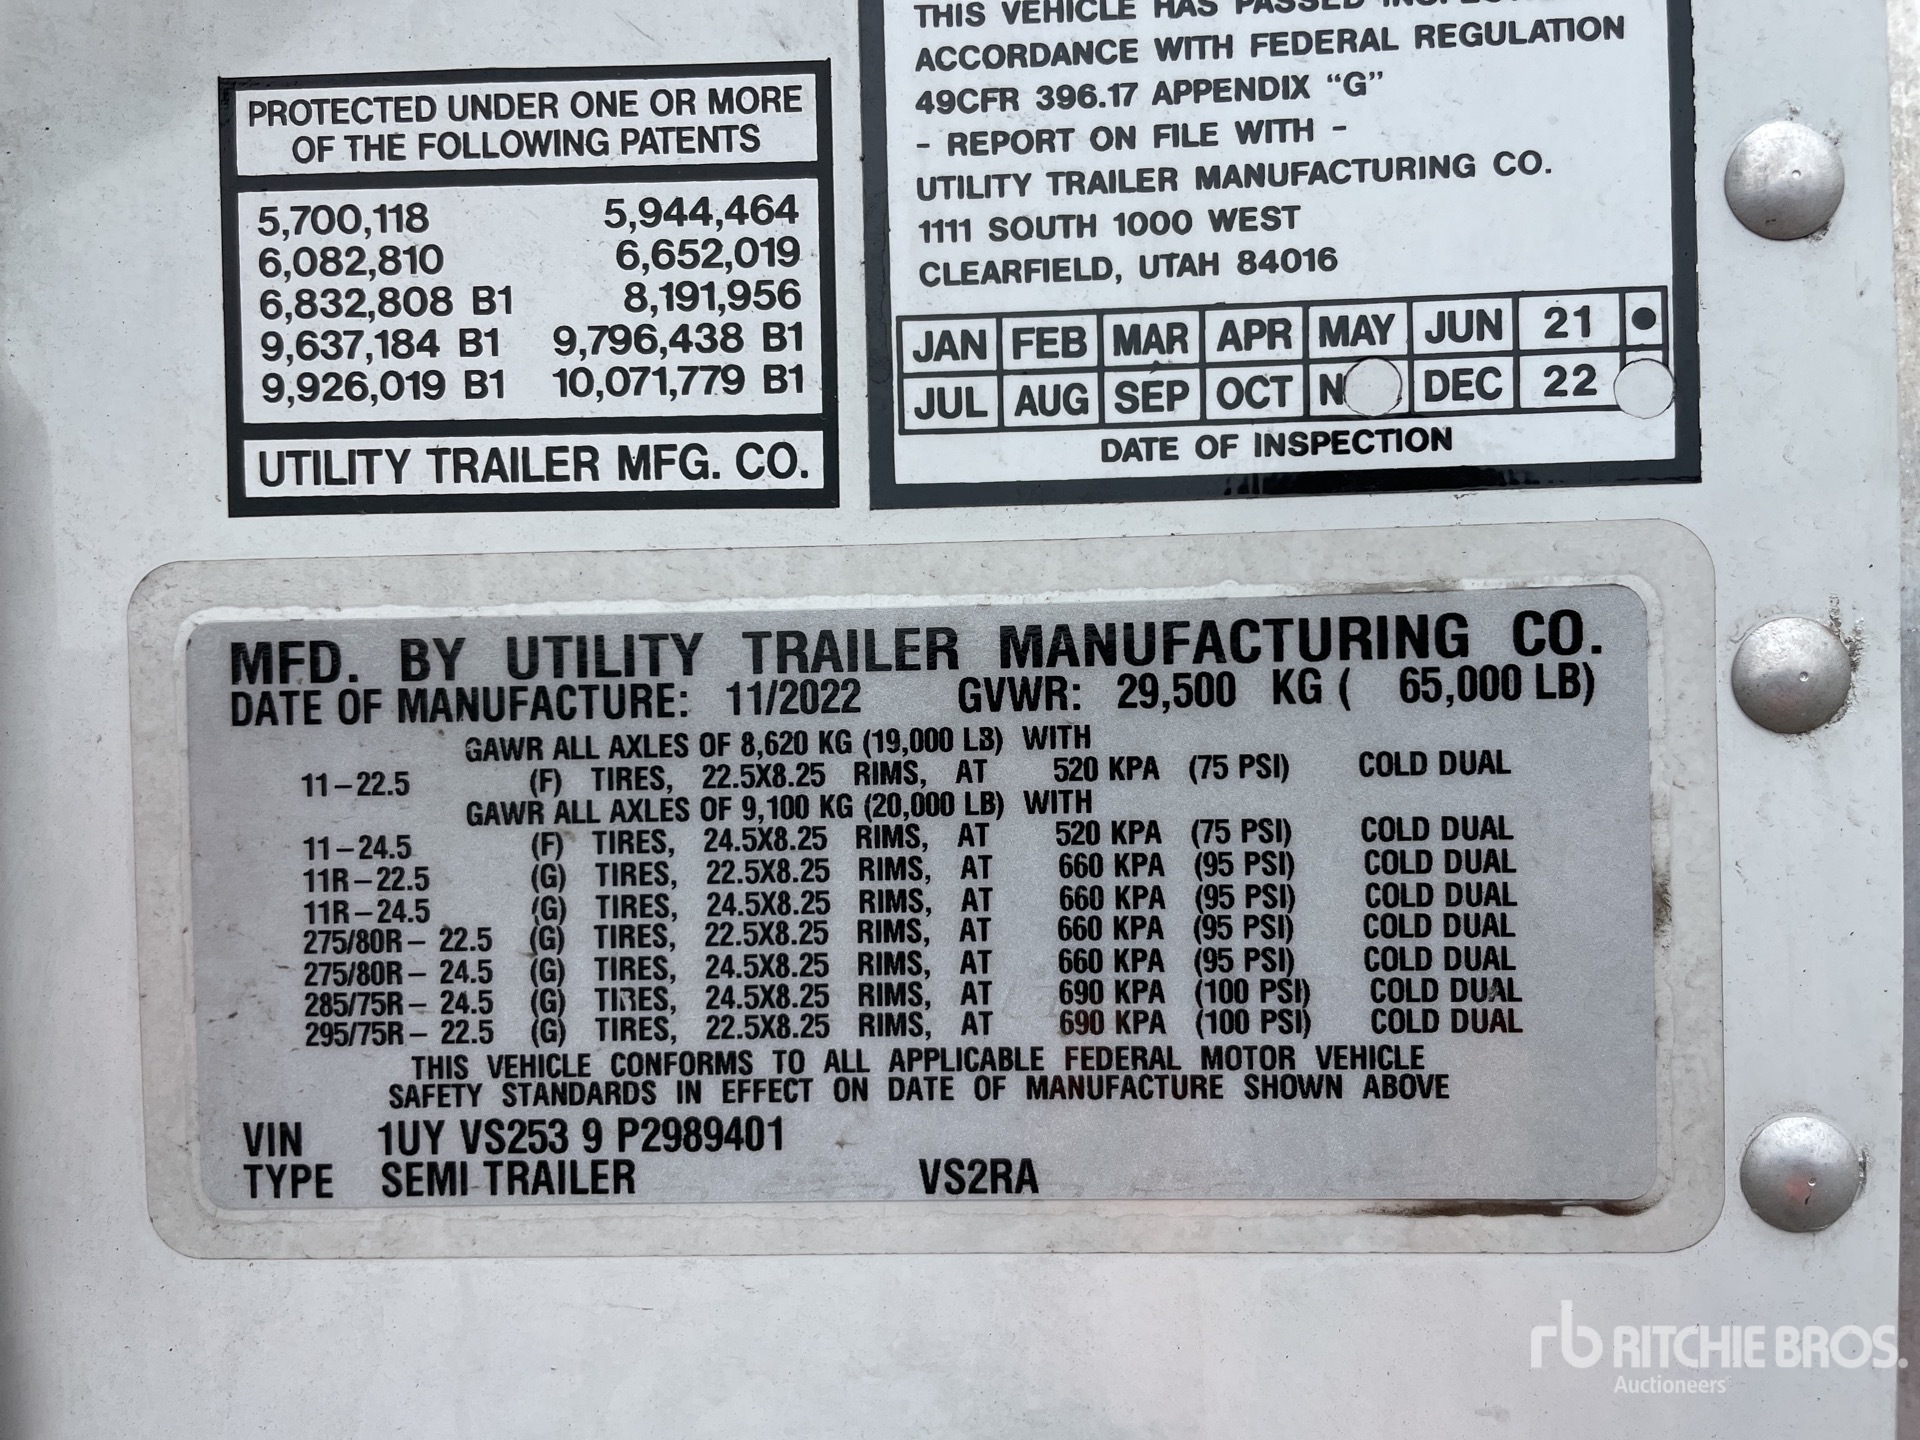 PROTECTED UNDER ONE OR MORE
OF THE FOLLOWING PATENTS
5,700,118 5,944,464
6,082,810 6,652,019
6,832,808 B1 8,191,956
9,637,184 B1 9,796,438 B1
9,926,019 B1 10,071,779 B1
UTILITY TRAILER MFG. CO.
THIS VEHICLE HAS PASSED
ACCORDANCE WITH FEDERAL REGULATION
49CFR 396.17 APPENDIX "G"
- REPORT ON FILE WITH -
UTILITY TRAILER MANUFACTURING CO.
1111 SOUTH 1000 WEST
CLEARFIELD, UTAH 84016
JAN FEB MAR APR MAY JUN 21
JUL AUG SEP OCT N DEC 22
DATE OF INSPECTION
MFD. BY UTILITY TRAILER MANUFACTURING CO.
DATE OF MANUFACTURE: 11/2022 GVWR: 29,500 KG ( 65,000 LB)
GAWR ALL AXLES OF 8,620 KG (19,000 LB) WITH
11-22.5 (F) TIRES, 22.5X8.25 RIMS, AT 520 KPA (75 PSI) COLD DUAL
GAWR ALL AXLES OF 9,100 KG (20,000 LB) WITH
11-24.5 (F) TIRES, 24.5X8.25 RIMS, AT 520 KPA (75 PSI) COLD DUAL
11R-22.5 (G) TIRES, 22.5X8.25 RIMS, AT 660 KPA (95 PSI) COLD DUAL
11R-24.5 (G) TIRES, 24.5X8.25 RIMS, AT 660 KPA (95 PSI) COLD DUAL
275/80R- 22.5 (G) TIRES, 22.5X8.25 RIMS, AT 660 KPA (95 PSI) COLD DUAL
275/80R- 24.5 (G) TIRES, 24.5X8.25 RIMS, AT 660 KPA (95 PSI) COLD DUAL
285/75R- 24.5 (G) TIRES, 24.5X8.25 RIMS, AT 690 KPA (100 PSI) COLD DUAL
295/75R- 22.5 (G) TIRES, 22.5X8.25 RIMS, AT 690 KPA (100 PSI) COLD DUAL
THIS VEHICLE CONFORMS TO ALL APPLICABLE FEDERAL MOTOR VEHICLE
SAFETY STANDARDS IN EFFECT ON DATE OF MANUFACTURE SHOWN ABOVE
VIN 1UY VS253 9 P2989401
TYPE SEMI TRAILER VS2RA
rb RITCHIE BROS.
Auctioneers